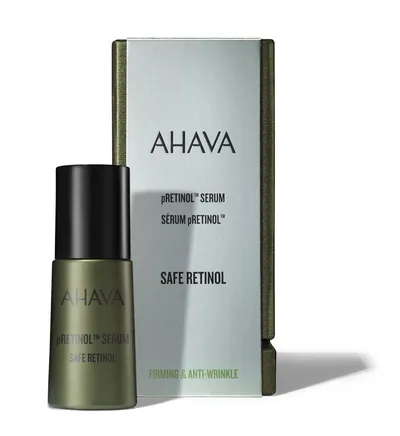 AHAVA
pRETINOL™ SERUM
SÉRUM pRETINOL™
SAFE RETINOL
FIRMING & ANTI-WRINKLE
AHAVA
pRETINOL™ SERUM
SAFE RETINOL